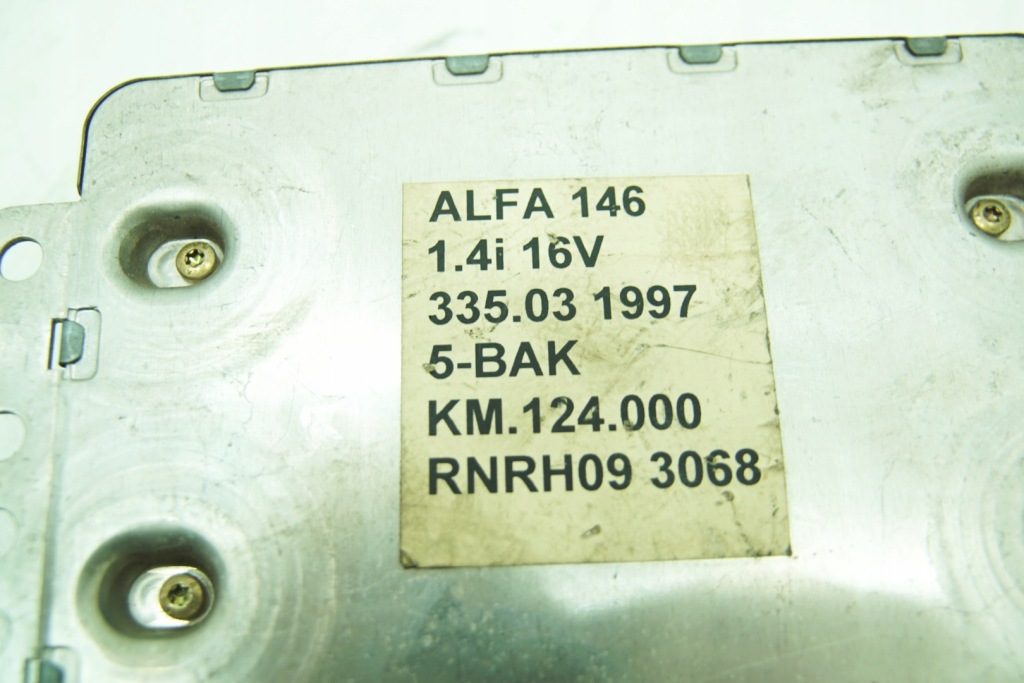 ALFA 146
1.4i 16V
335.03 1997
5-BAK
KM.124.000
RNRH09 3068